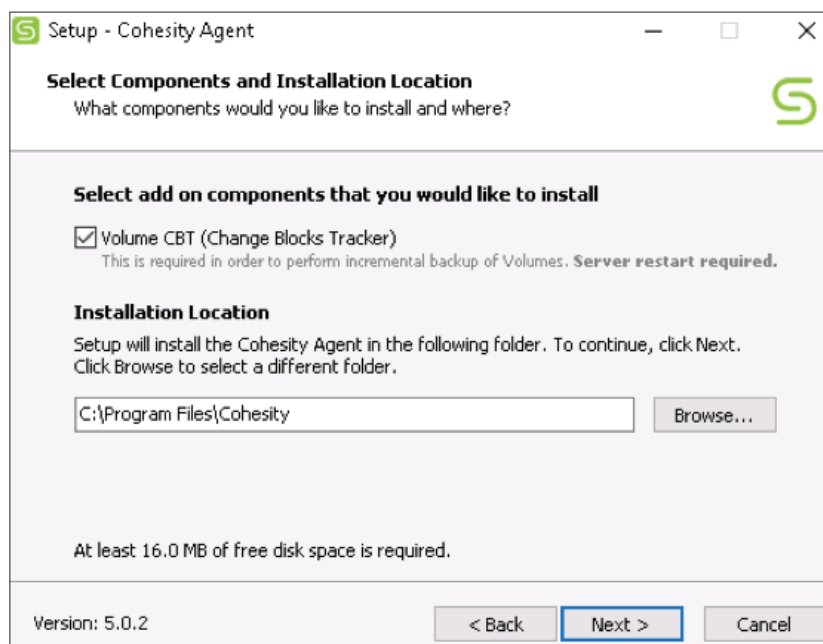 Setup - Cohesity Agent
Select Components and Installation Location
What components would you like to install and where?
Select add on components that you would like to install
Volume CBT (Change Blocks Tracker)
This is required in order to perform incremental backup of Volumes. Server restart required.
Installation Location
Setup will install the Cohesity Agent in the following folder. To continue, click Next.
Click Browse to select a different folder.
C:\Program Files\Cohesity
Browse...
At least 16.0 MB of free disk space is required.
Version: 5.0.2
< Back
Next >
Cancel